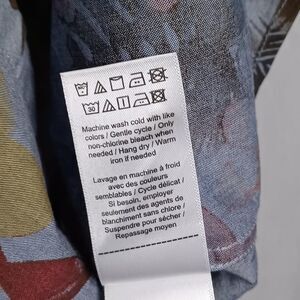 30
Machine wash cold with like
colors / Gentle cycle / Only
non-chlorine bleach when
needed / Hang dry / Warm
iron if needed
Lavage en machine à froid
avec des couleurs
semblables / Cycle délicat /
Si besoin, employer
seulement des agents de
blanchiment sans chlore /
Suspendre pour sécher /
Repassage moyen